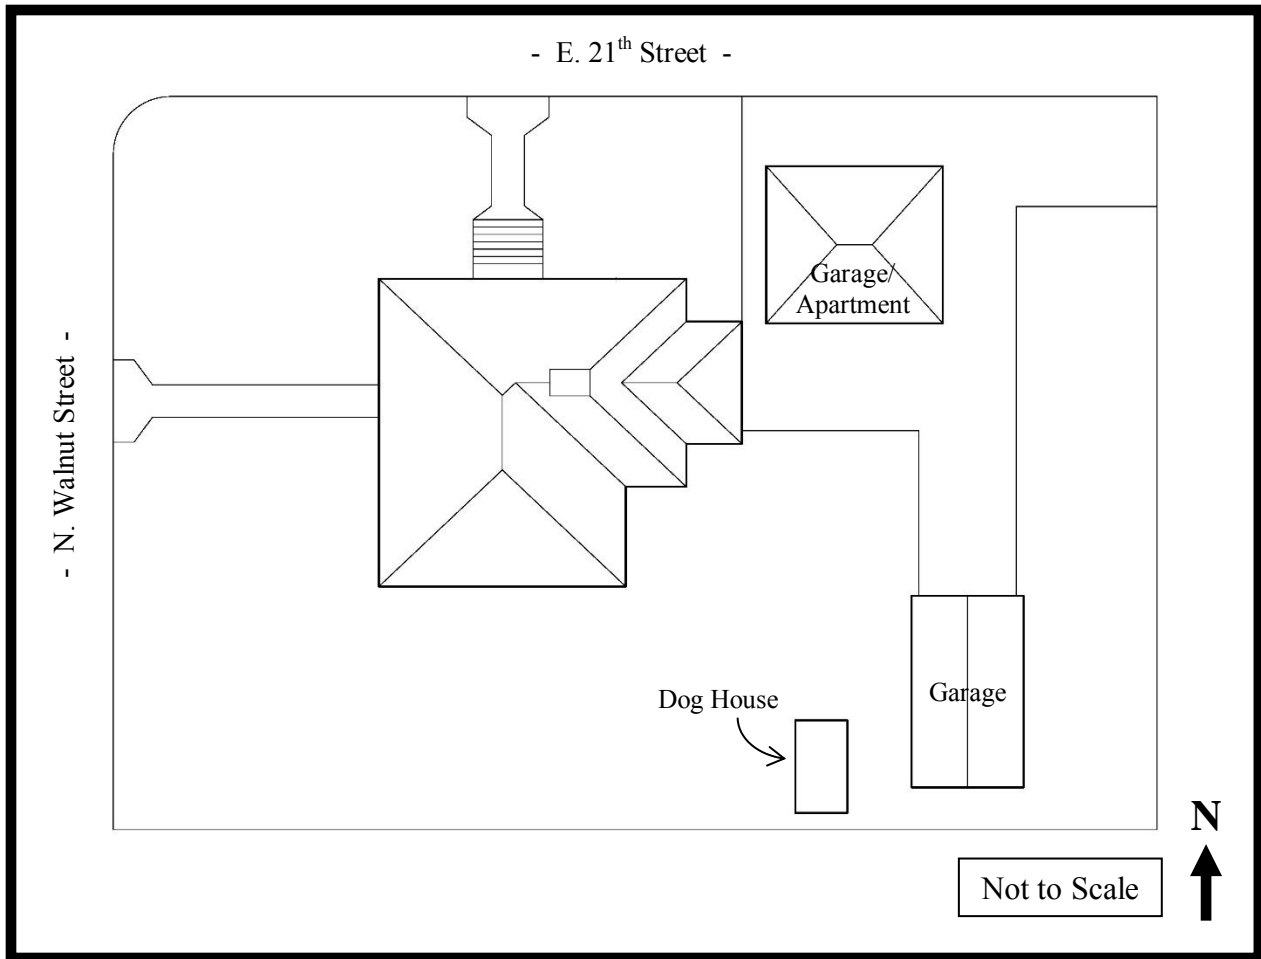 - E. 21th Street -
Garage/
Apartment
- N. Walnut Street -
Dog House
Garage
N
Not to Scale